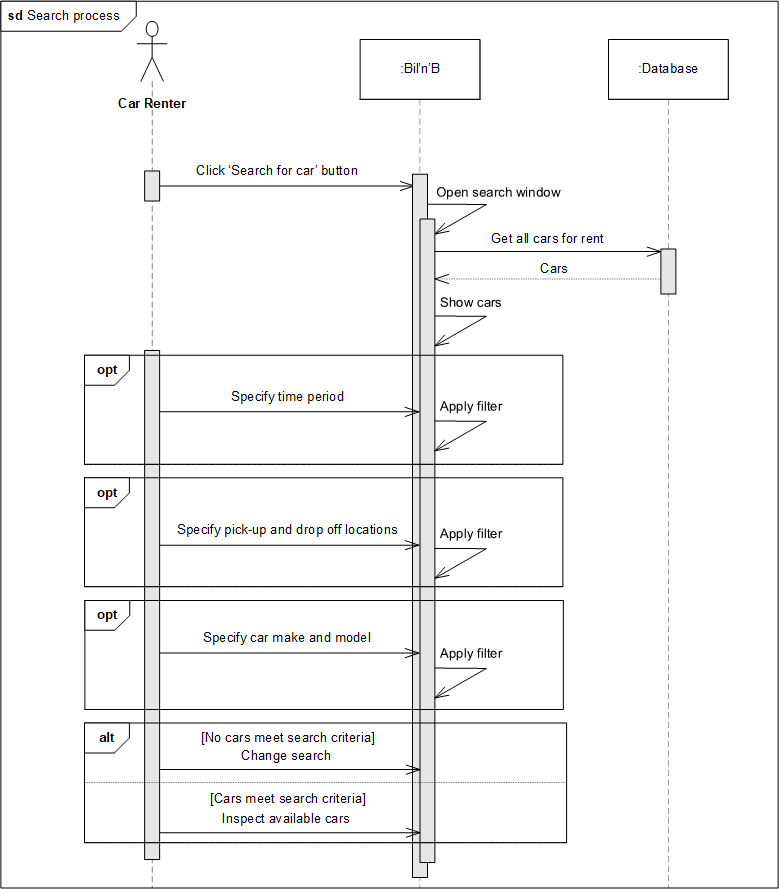 sd Search process
Car Renter
:Bil'n'B
:Database
Click ‘Search for car’ button
Open search window
Get all cars for rent
Cars
Show cars
opt
Specify time period
Apply filter
opt
Specify pick-up and drop off locations
Apply filter
opt
Specify car make and model
Apply filter
alt
[No cars meet search criteria]
Change search
[Cars meet search criteria]
Inspect available cars